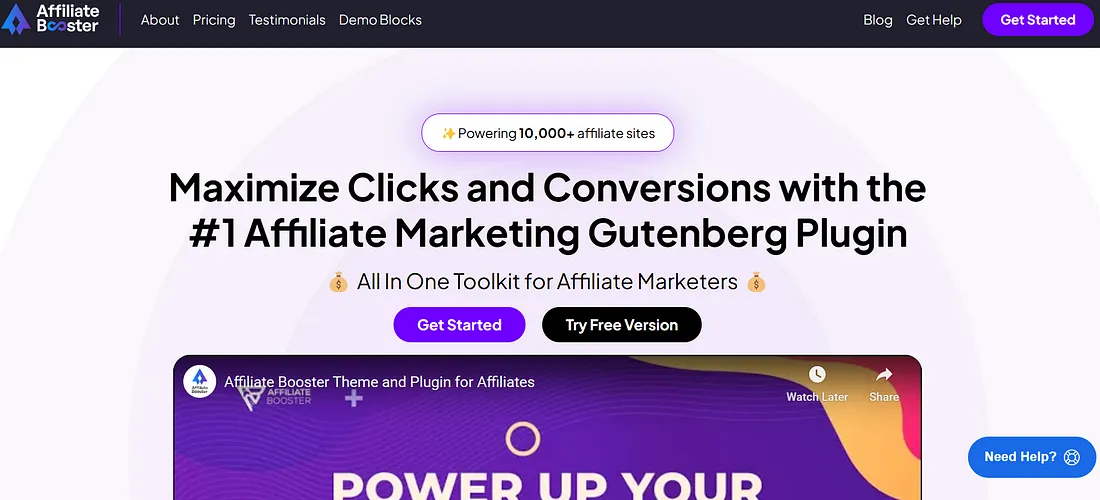 Affiliate
Booster
About Pricing Testimonials Demo Blocks
Blog Get Help Get Started
✨Powering 10,000+ affiliate sites
Maximize Clicks and Conversions with the
#1 Affiliate Marketing Gutenberg Plugin
💰 All In One Toolkit for Affiliate Marketers 💰
Get Started Try Free Version
Affiliate Booster Theme and Plugin for Affiliates
Affiliate
Booster
AFFILIATE
BOOSTER
Watch Later Share
POWER UP YOUR
Need Help?